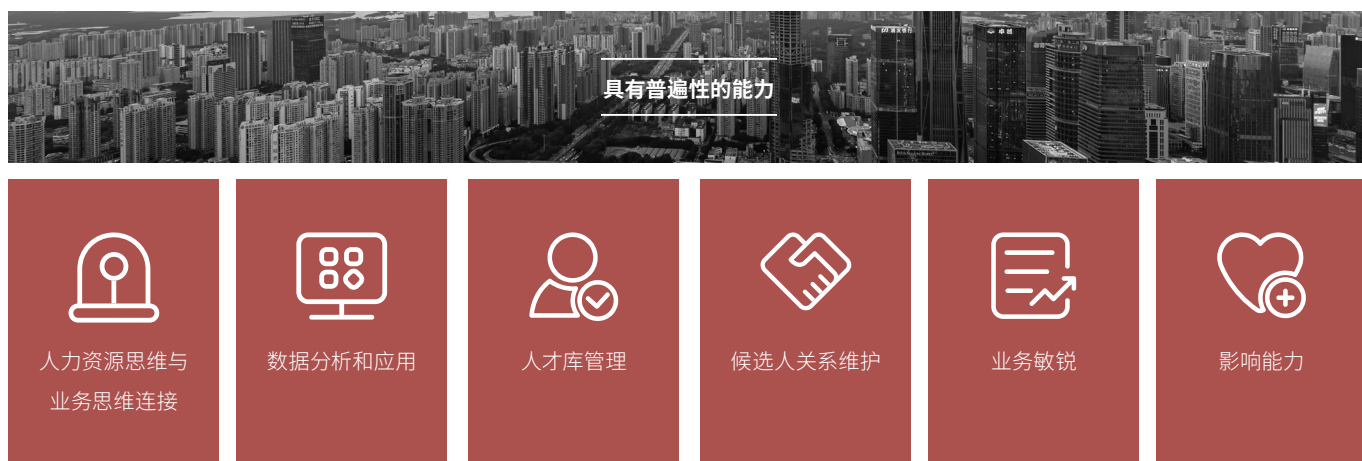 具有普遍性的能力
卓越
人力资源思维与
业务思维连接
数据分析和应用
人才库管理
候选人关系维护
业务敏锐
影响能力